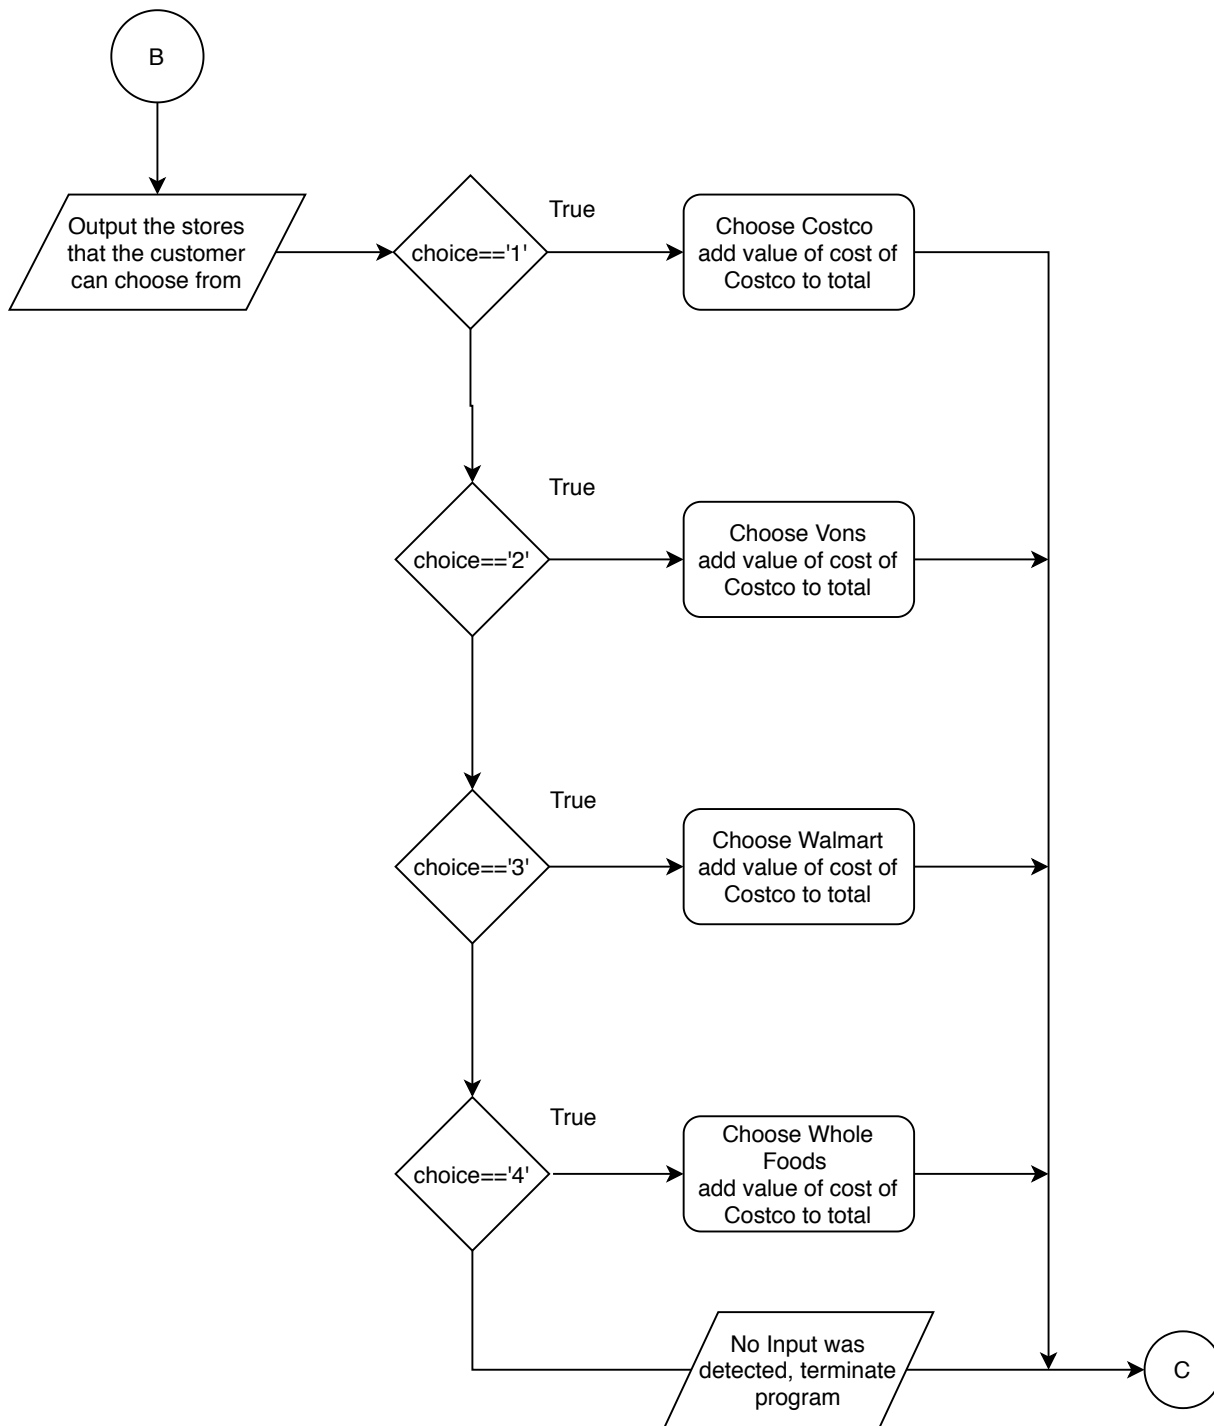 B
Output the stores
that the customer
can choose from
choice=='1'
True
Choose Costco
add value of cost of
Costco to total
choice=='2'
True
Choose Vons
add value of cost of
Costco to total
choice=='3'
True
Choose Walmart
add value of cost of
Costco to total
choice=='4'
True
Choose Whole
Foods
add value of cost of
Costco to total
No Input was
detected, terminate
program
C